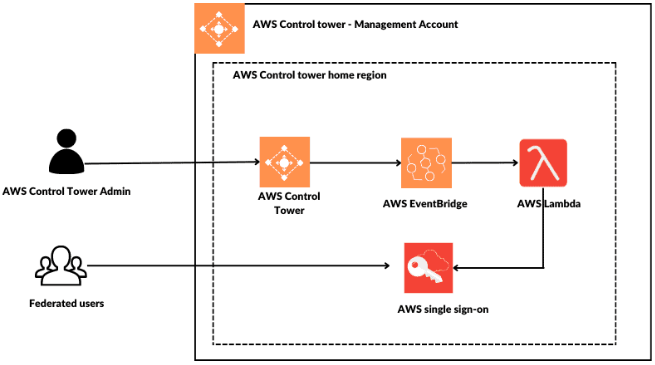 AWS Control tower - Management Account
AWS Control tower home region
AWS Control Tower Admin
AWS Control
Tower
AWS EventBridge
AWS Lambda
Federated users
AWS single sign-on